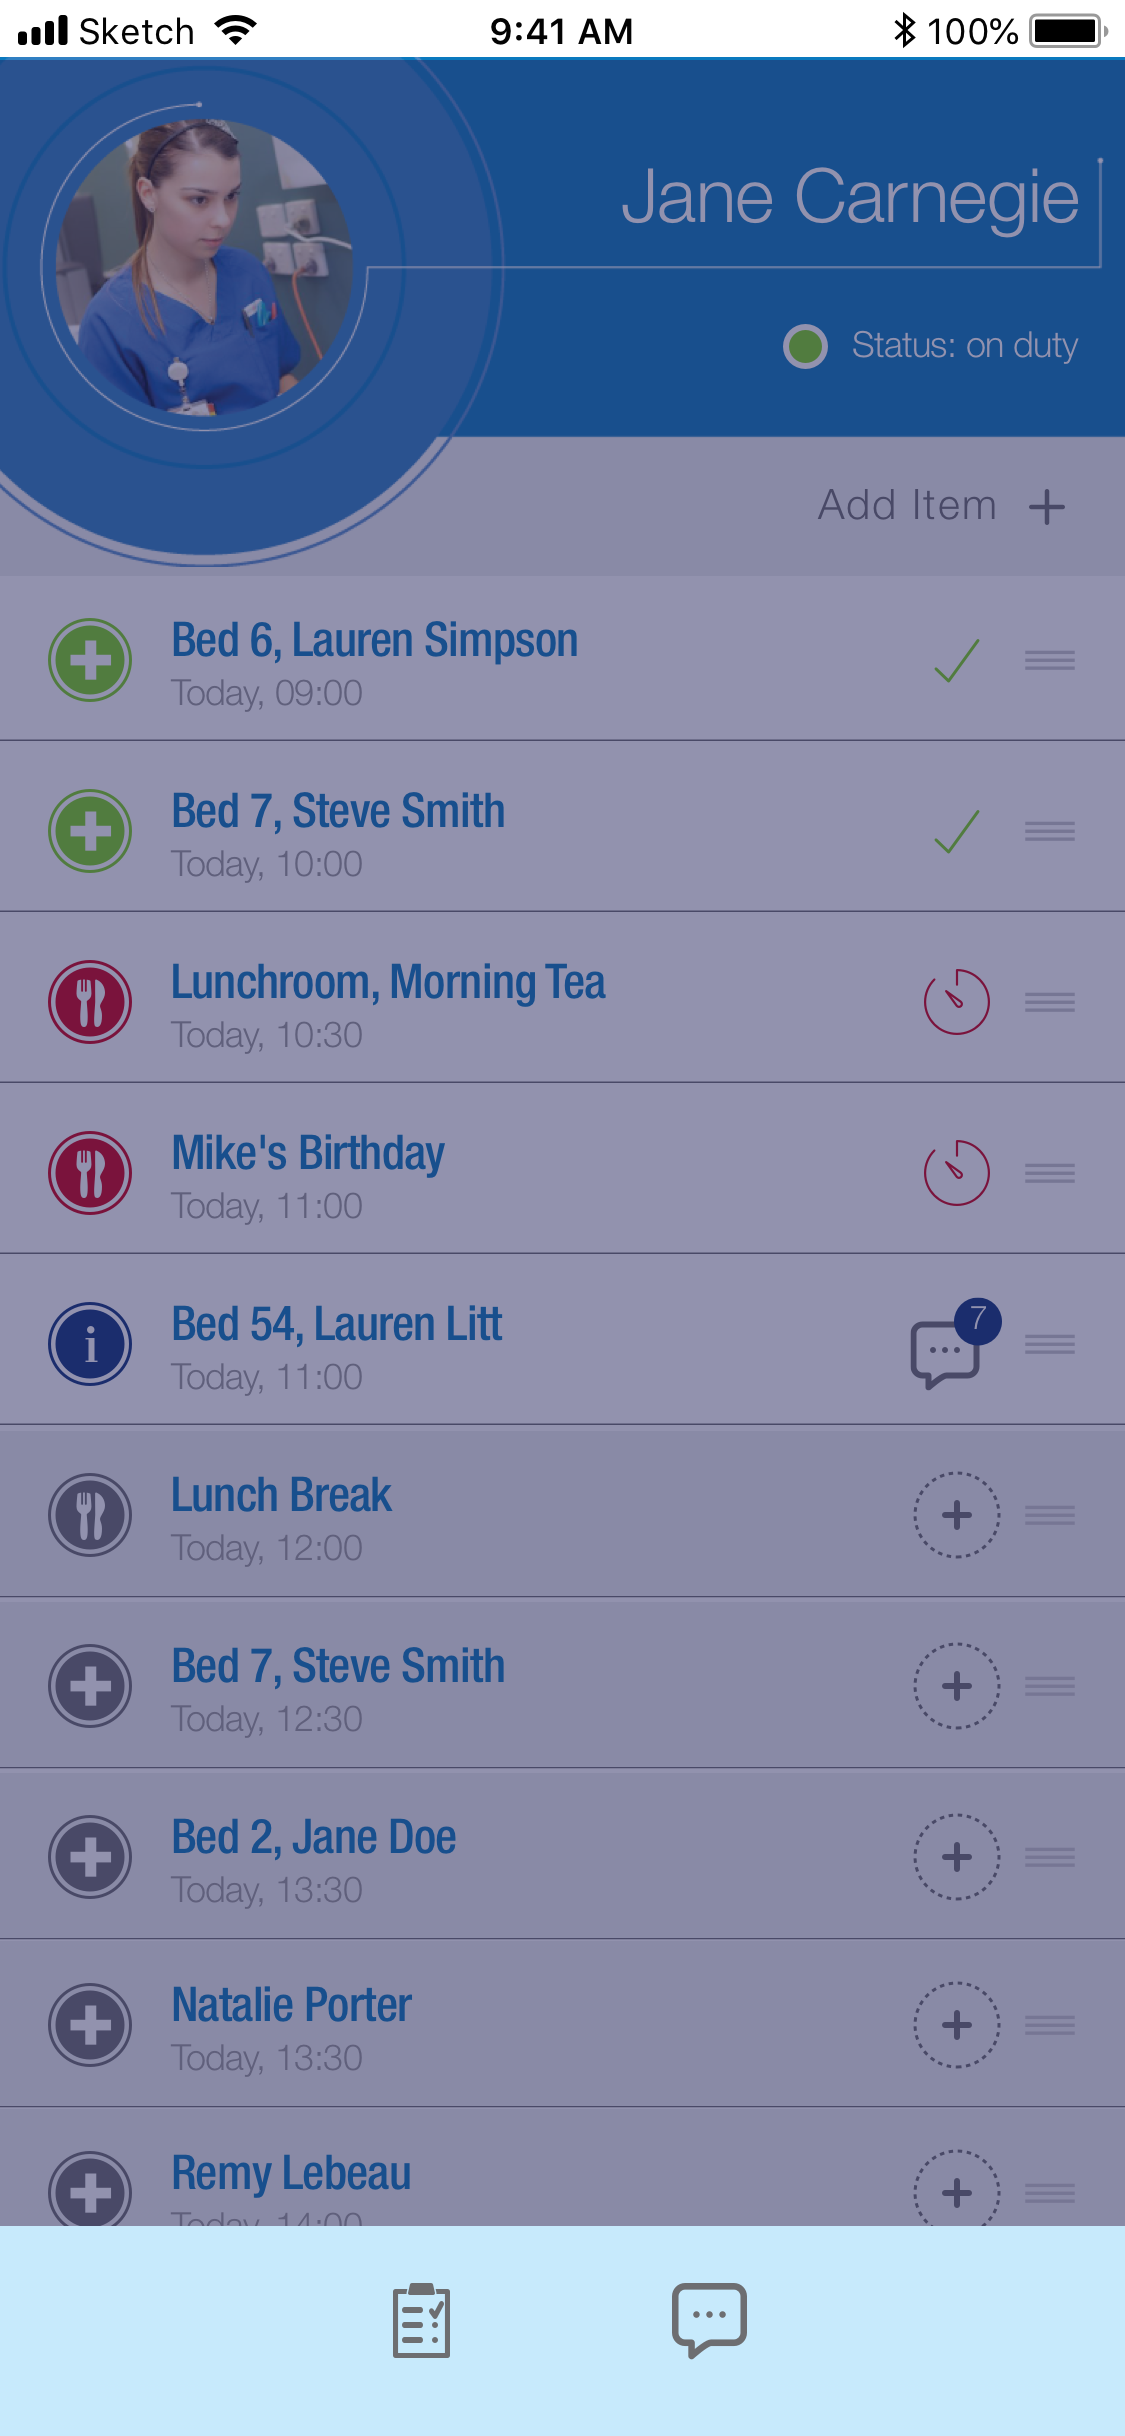 Sketch 9:41 AM 100%
Jane Carnegie
Status: on duty
Add Item +
Bed 6, Lauren Simpson
Today, 09:00
Bed 7, Steve Smith
Today, 10:00
Lunchroom, Morning Tea
Today, 10:30
Mike's Birthday
Today, 11:00
Bed 54, Lauren Litt
7
Today, 11:00
Lunch Break
Today, 12:00
Bed 7, Steve Smith
Today, 12:30
Bed 2, Jane Doe
Today, 13:30
Natalie Porter
Today, 13:30
Remy Lebeau
Today, 14:00